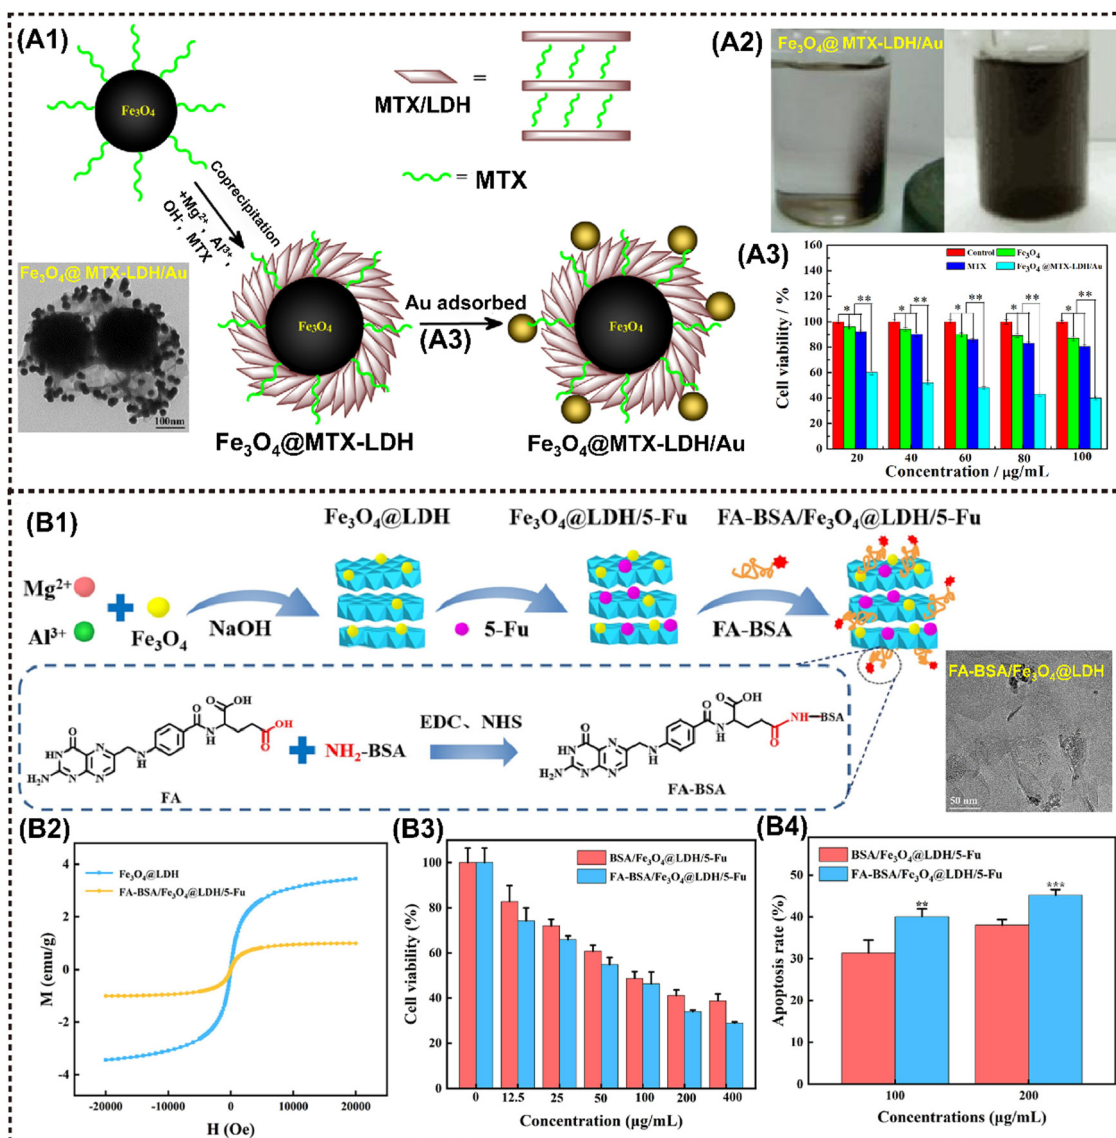 (A1)
Fe₃O₄
MTX/LDH
=
= MTX
Coprecipitation
+Mg²⁺, Al³⁺,
OH⁻, MTX
Fe₃O₄@ MTX-LDH/Au
100nm
Fe₃O₄
Fe₃O₄@MTX-LDH
Au adsorbed
(A3)
Fe₃O₄
Fe₃O₄@MTX-LDH/Au
(A2)
Fe₃O₄@ MTX-LDH/Au
(A3)
Control
Fe₃O₄
MTX
Fe₃O₄ @MTX-LDH/Au
Cell viability / %
160
140
120
100
80
60
40
20
0
* ** * ** * ** * ** * **
20 40 60 80 100
Concentration / μg/mL
(B1)
Mg²⁺
Al³⁺
Fe₃O₄
NaOH
Fe₃O₄@LDH
5-Fu
Fe₃O₄@LDH/5-Fu
FA-BSA
FA-BSA/Fe₃O₄@LDH/5-Fu
O
HN
H₂N
N
N
N
N
H
O
N
H
O
OH
OH
O
FA
NH₂-BSA
EDC、NHS
O
HN
H₂N
N
N
N
N
H
O
N
H
O
OH
O
NH-BSA
FA-BSA
FA-BSA/Fe₃O₄@LDH
50 nm
(B2)
Fe₃O₄@LDH
FA-BSA/Fe₃O₄@LDH/5-Fu
M (emu/g)
4
2
0
-2
-4
-20000 -10000 0 10000 20000
H (Oe)
(B3)
BSA/Fe₃O₄@LDH/5-Fu
FA-BSA/Fe₃O₄@LDH/5-Fu
Cell viability (%)
100
80
60
40
20
0
0 12.5 25 50 100 200 400
Concentration (μg/mL)
(B4)
BSA/Fe₃O₄@LDH/5-Fu
FA-BSA/Fe₃O₄@LDH/5-Fu
Apoptosis rate (%)
60
50
40
30
20
10
0
** ***
100 200
Concentrations (μg/mL)